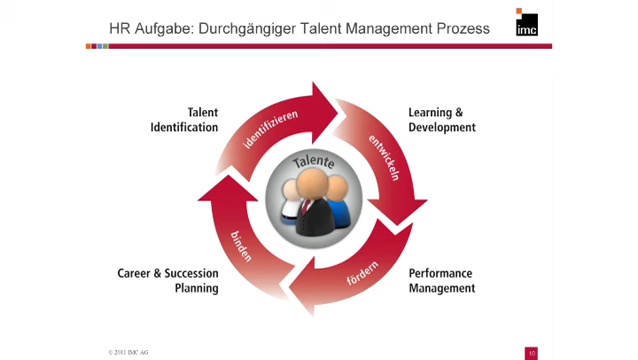 HR Aufgabe: Durchgängiger Talent Management Prozess
imc
Talent
Identification
identifizieren
Learning &
Development
entwickeln
Talente
Career & Succession
Planning
binden
fördern
Performance
Management
© 2011 IMC AG
10